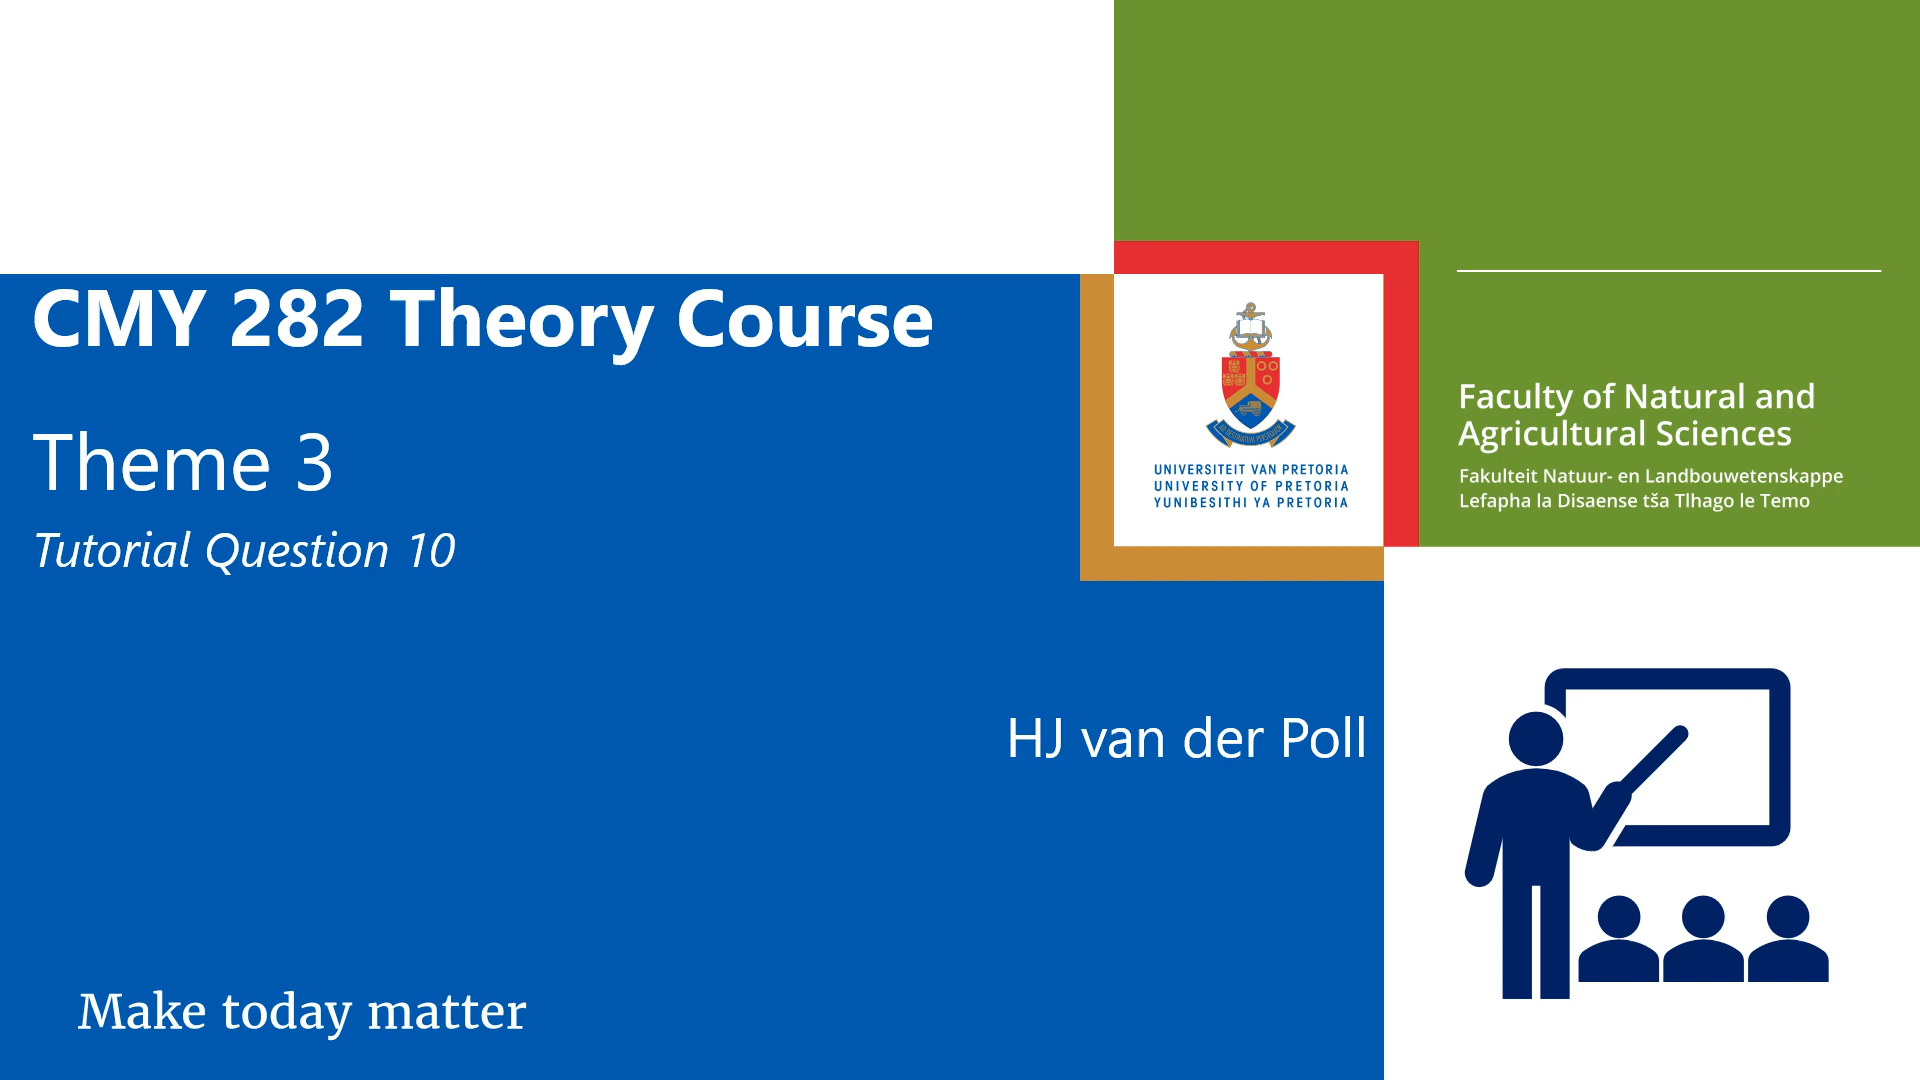 CMY 282 Theory Course
Theme 3
Tutorial Question 10
HJ van der Poll
Make today matter
UNIVERSITEIT VAN PRETORIA
UNIVERSITY OF PRETORIA
YUNIBESITHI YA PRETORIA
Faculty of Natural and
Agricultural Sciences
Fakulteit Natuur- en Landbouwetenskappe
Lefapha la Disaense tša Tlhago le Temo